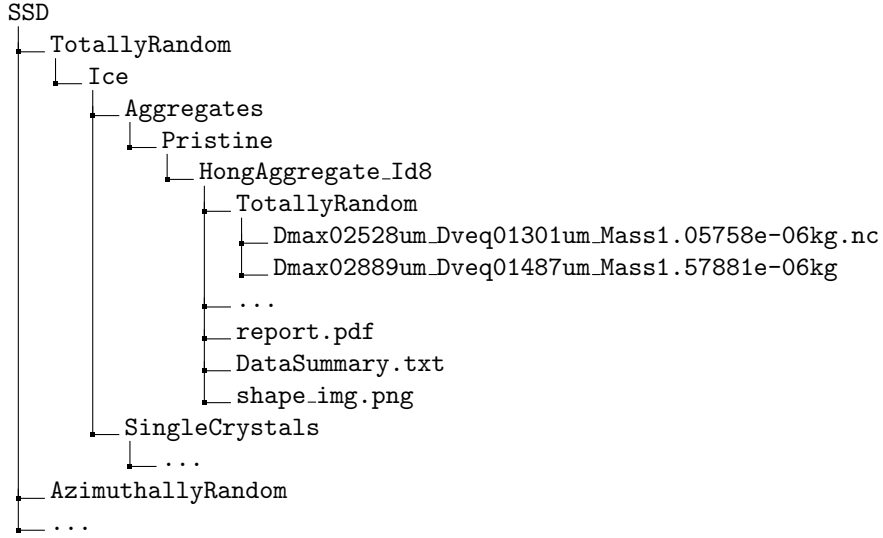 SSD
TotallyRandom
Ice
Aggregates
Pristine
HongAggregate_Id8
TotallyRandom
Dmax02528um_Dveq01301um_Mass1.05758e-06kg.nc
Dmax02889um_Dveq01487um_Mass1.57881e-06kg
...
report.pdf
DataSummary.txt
shape_img.png
SingleCrystals
...
AzimuthallyRandom
...